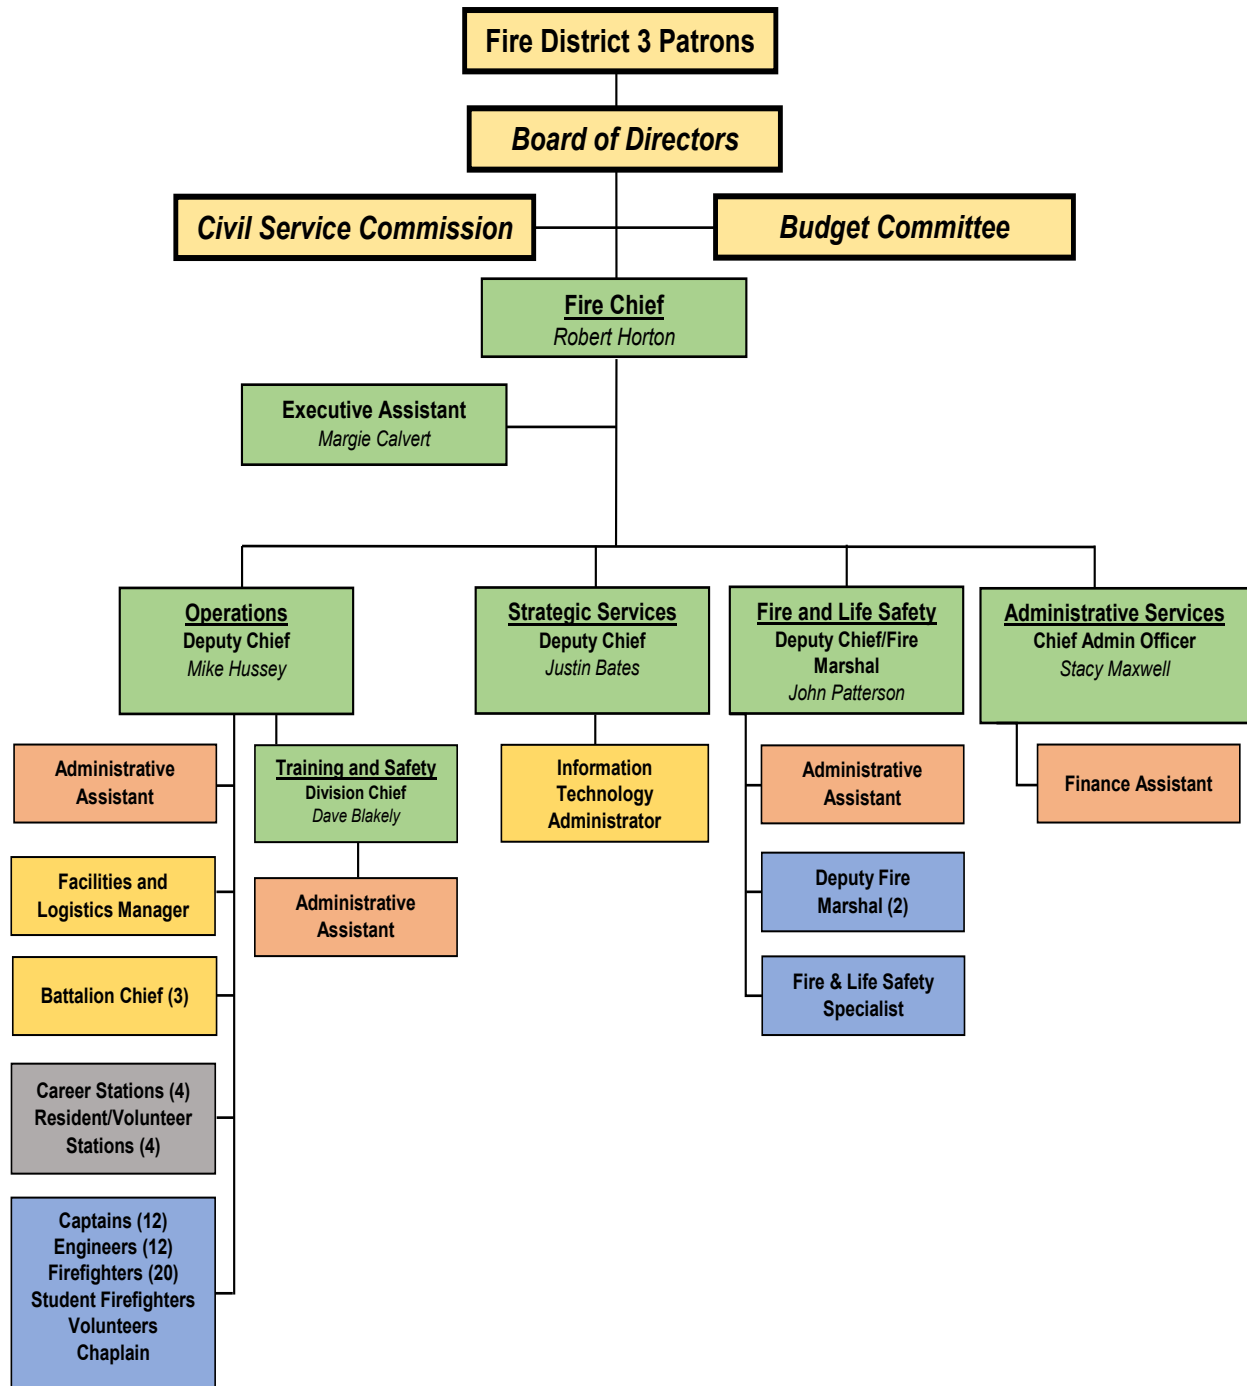 Fire District 3 Patrons
Board of Directors
Civil Service Commission
Budget Committee
Fire Chief
Robert Horton
Executive Assistant
Margie Calvert
Operations
Deputy Chief
Mike Hussey
Strategic Services
Deputy Chief
Justin Bates
Fire and Life Safety
Deputy Chief/Fire
Marshal
John Patterson
Administrative Services
Chief Admin Officer
Stacy Maxwell
Administrative
Assistant
Training and Safety
Division Chief
Dave Blakely
Information
Technology
Administrator
Administrative
Assistant
Finance Assistant
Facilities and
Logistics Manager
Administrative
Assistant
Deputy Fire
Marshal (2)
Battalion Chief (3)
Fire & Life Safety
Specialist
Career Stations (4)
Resident/Volunteer
Stations (4)
Captains (12)
Engineers (12)
Firefighters (20)
Student Firefighters
Volunteers
Chaplain